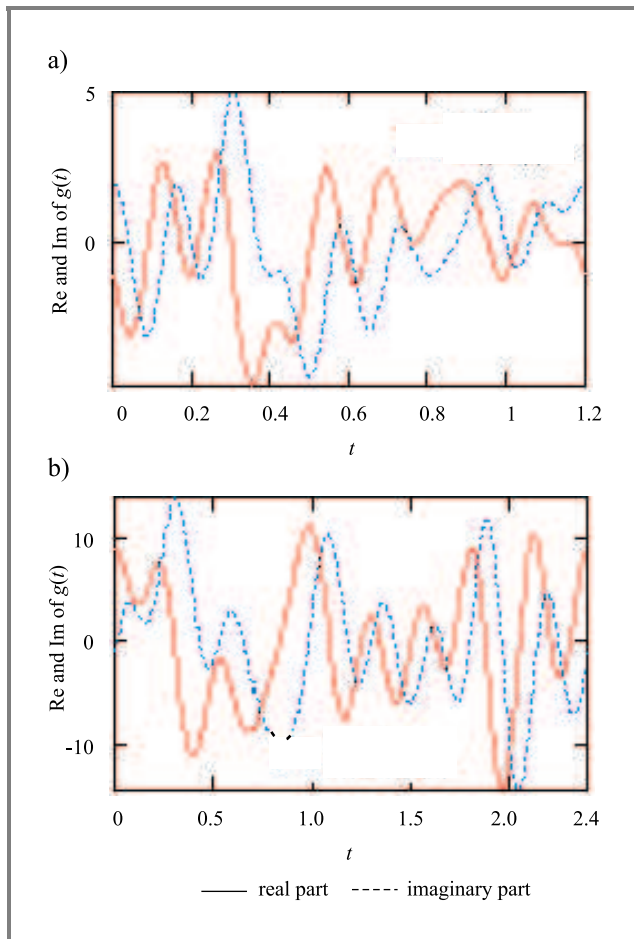 a)
5
0
Re and Im of g(t)
0 0.2 0.4 0.6 0.8 1 1.2
t
b)
10
0
-10
Re and Im of g(t)
0 0.5 1.0 1.5 2.0 2.4
t
real part imaginary part